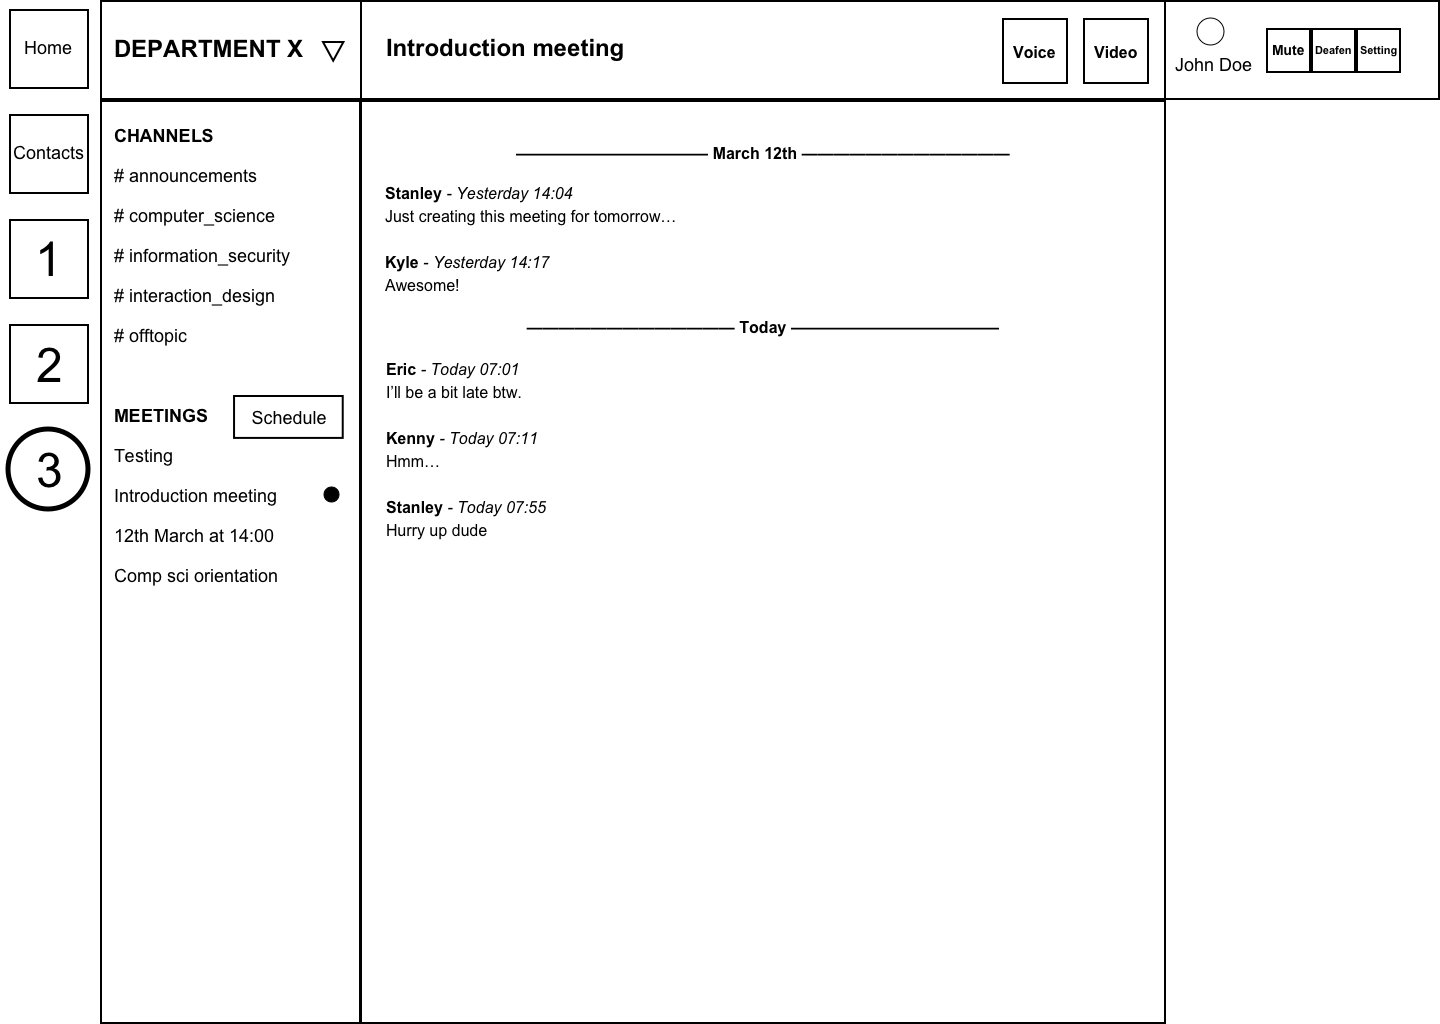 Home
Contacts
1
2
3
DEPARTMENT X
CHANNELS
# announcements
# computer_science
# information_security
# interaction_design
# offtopic
MEETINGS
Schedule
Testing
Introduction meeting
12th March at 14:00
Comp sci orientation
Introduction meeting
Voice
Video
March 12th
Stanley - Yesterday 14:04
Just creating this meeting for tomorrow…
Kyle - Yesterday 14:17
Awesome!
Today
Eric - Today 07:01
I’ll be a bit late btw.
Kenny - Today 07:11
Hmm…
Stanley - Today 07:55
Hurry up dude
John Doe
Mute
Deafen
Setting